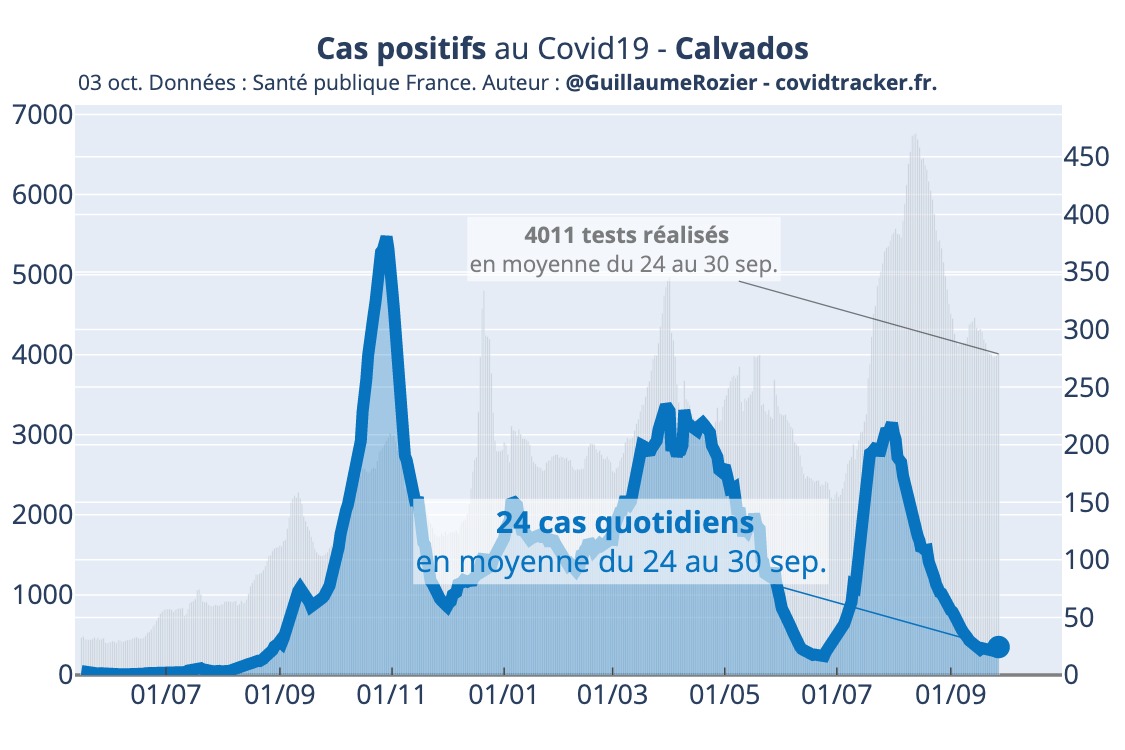 Cas positifs au Covid19 - Calvados
03 oct. Données : Santé publique France. Auteur : @GuillaumeRozier - covidtracker.fr.
7000
6000
5000
4000
3000
2000
1000
0
450
400
350
300
250
200
150
100
50
0
4011 tests réalisés
en moyenne du 24 au 30 sep.
24 cas quotidiens
en moyenne du 24 au 30 sep.
01/07 01/09 01/11 01/01 01/03 01/05 01/07 01/09